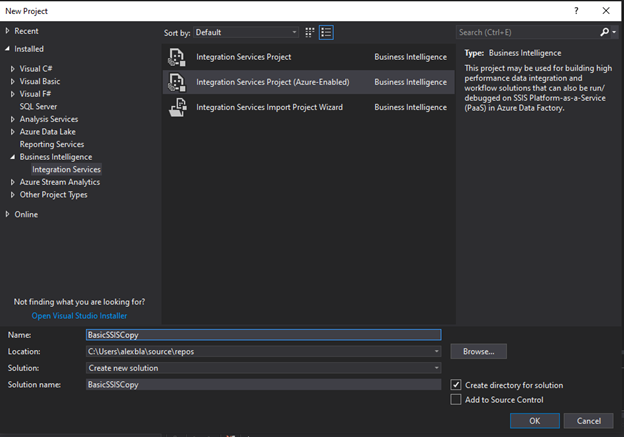 New Project
?
Recent
Installed
Visual C#
Visual Basic
Visual F#
SQL Server
Analysis Services
Azure Data Lake
Reporting Services
Business Intelligence
Integration Services
Azure Stream Analytics
Other Project Types
Online
Not finding what you are looking for?
Open Visual Studio Installer
Sort by: Default
Integration Services Project Business Intelligence
Integration Services Project (Azure-Enabled) Business Intelligence
Integration Services Import Project Wizard Business Intelligence
Search (Ctrl+E)
Type: Business Intelligence
This project may be used for building high
performance data integration and
workflow solutions that can also be run/
debugged on SSIS Platform-as-a-Service
(PaaS) in Azure Data Factory.
Name: BasicSSISCopy
Location: C:\Users\alexbla\source\repos Browse...
Solution: Create new solution
Solution name: BasicSSISCopy
Create directory for solution
Add to Source Control
OK Cancel